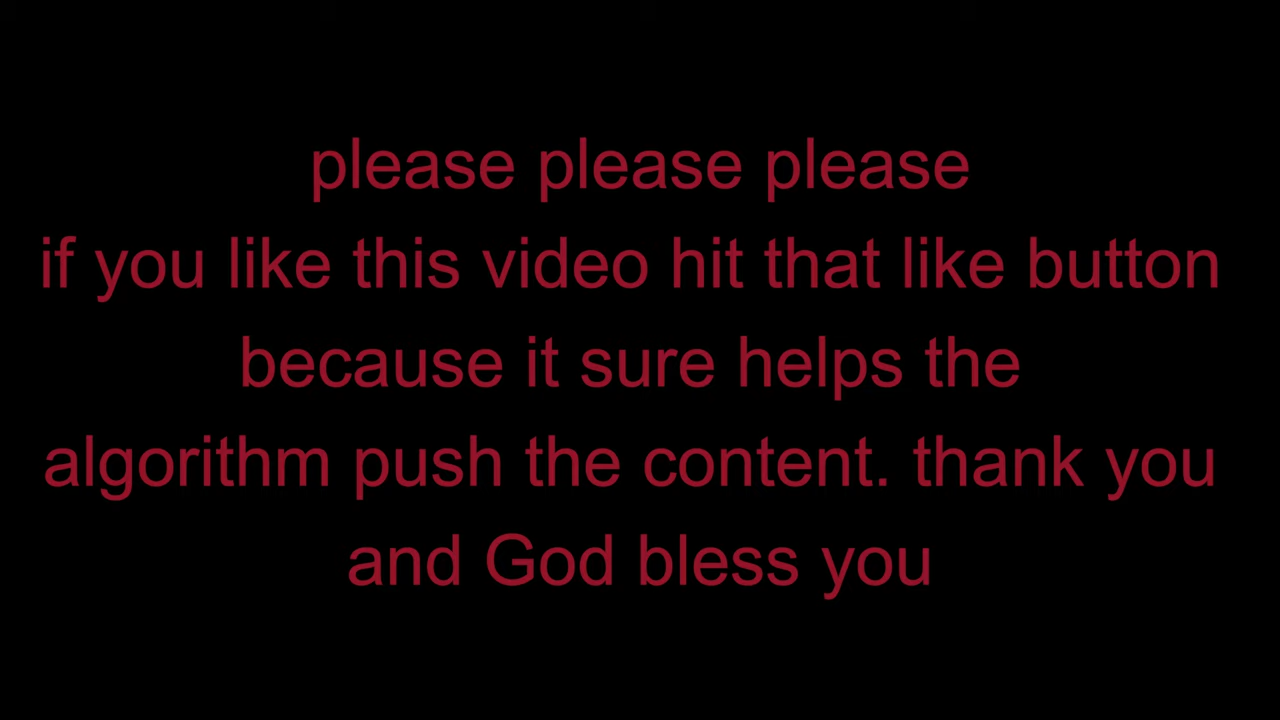 please please please
if you like this video hit that like button
because it sure helps the
algorithm push the content. thank you
and God bless you